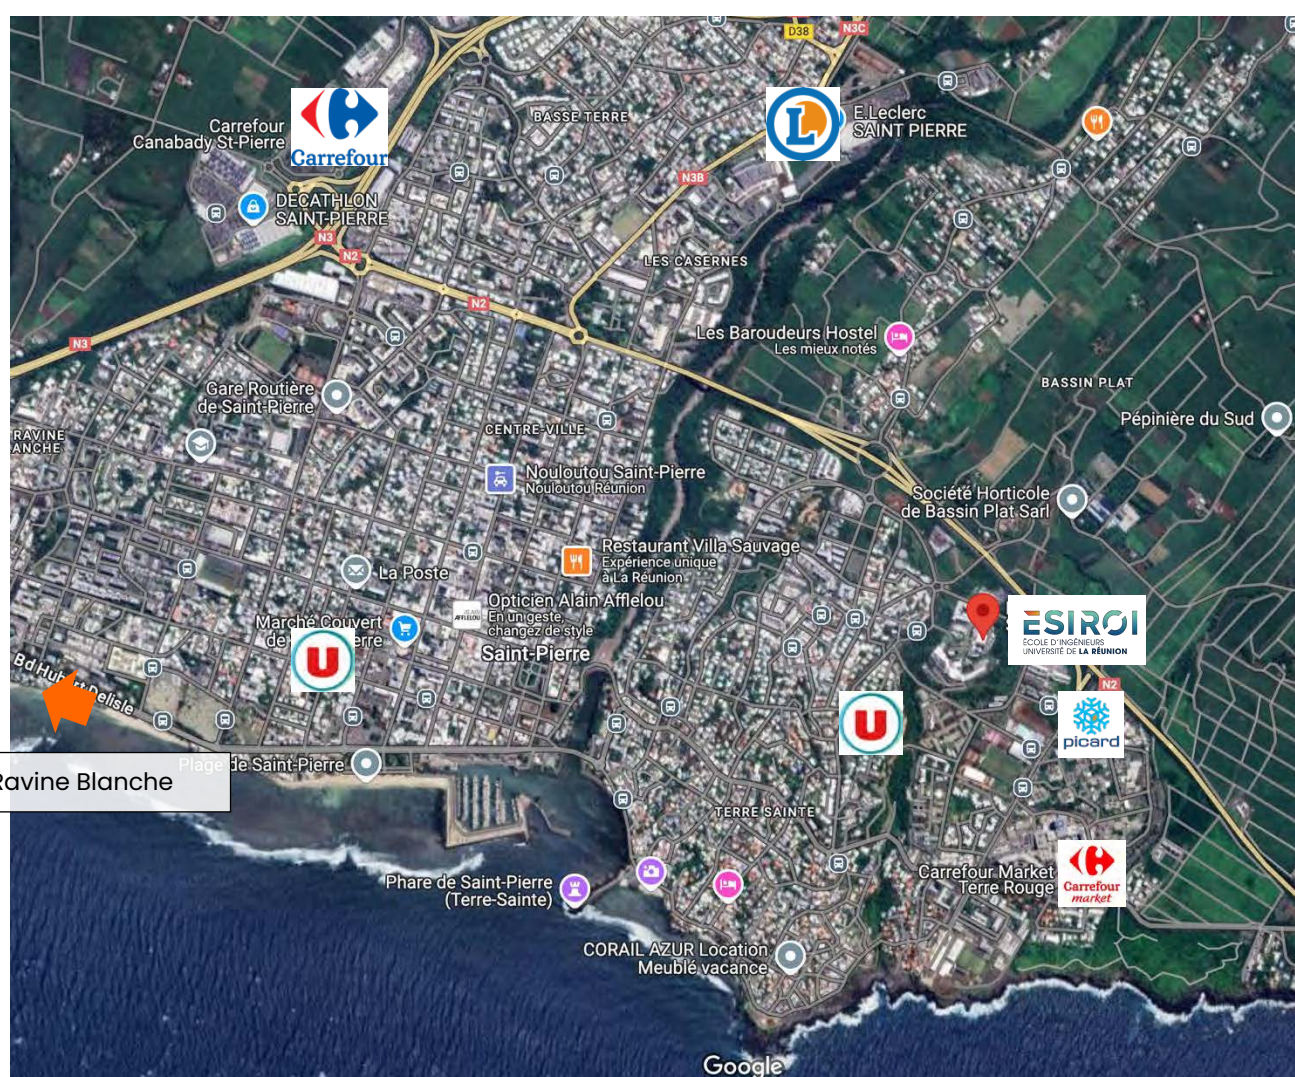 D38
N3C
BASSE TERRE
E.Leclerc
SAINT PIERRE
L
Carrefour
Canabady St-Pierre
Carrefour
N3B
DECATHLON
SAINT-PIERRE
N3
N2
LES CASERNES
N2
N3
Les Baroudeurs Hostel
Les mieux notés
BASSIN PLAT
Gare Routière
de Saint-Pierre
Pépinière du Sud
RAVINE
ANCHE
CENTRE-VILLE
Nouloutou Saint-Pierre
Nouloutou Réunion
Société Horticole
de Bassin Plat Sarl
Restaurant Villa Sauvage
Expérience unique
à La Réunion
La Poste
Opticien Alain Afflelou
En un geste,
changez de style
ALAIN
AFFLELOU
Marché Couvert
de
erre
U
Saint-Pierre
ESIROI
ÉCOLE D'INGÉNIEURS
UNIVERSITÉ DE LA RÉUNION
N2
Bd Hubert Delisle
U
picard
Plage de Saint-Pierre
Ravine Blanche
TERRE SAINTE
Carrefour Market
Terre Rouge
Carrefour
market
Phare de Saint-Pierre
(Terre-Sainte)
CORAIL AZUR Location
Meublé vacance
Google